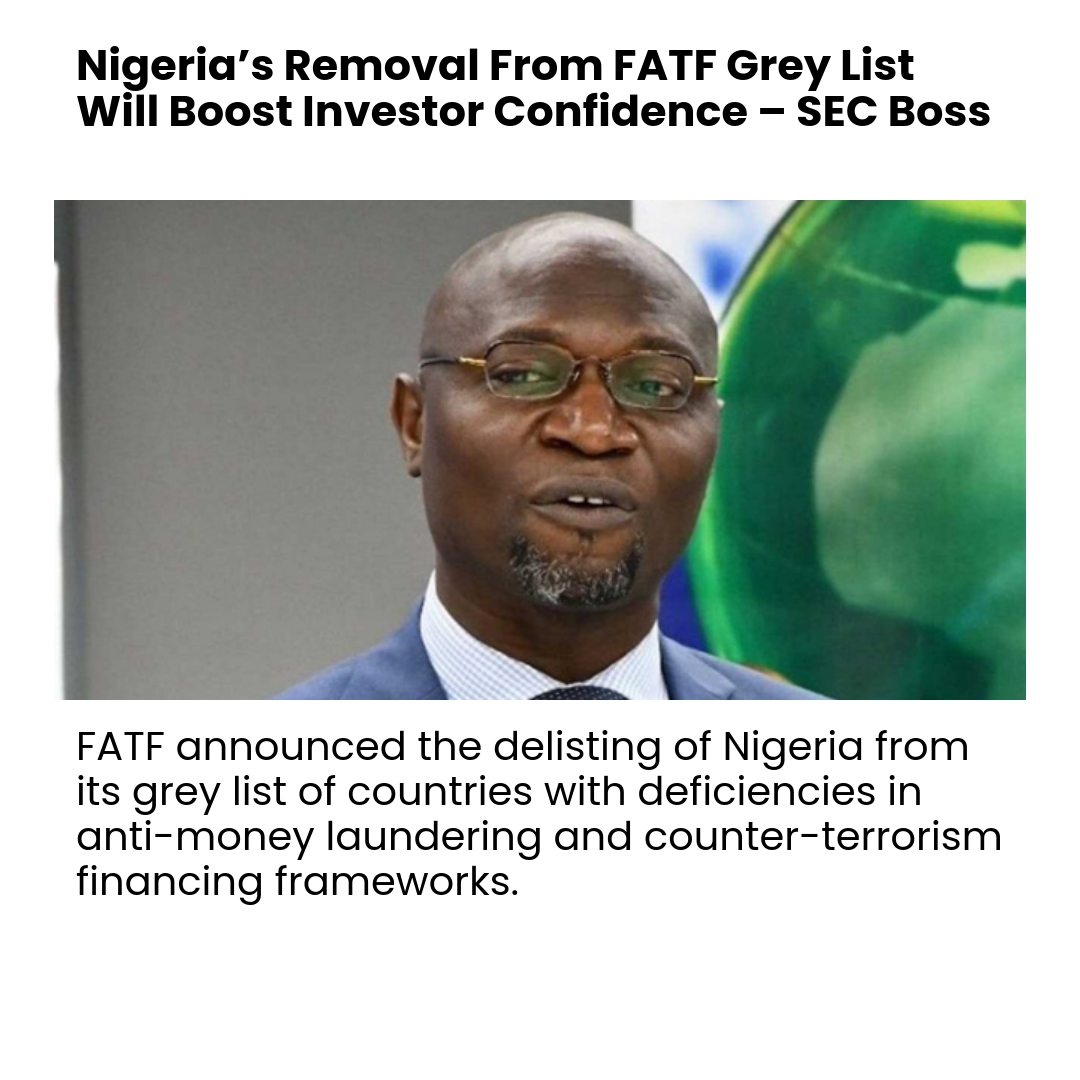 Nigeria’s Removal From FATF Grey List
Will Boost Investor Confidence – SEC Boss
FATF announced the delisting of Nigeria from
its grey list of countries with deficiencies in
anti-money laundering and counter-terrorism
financing frameworks.